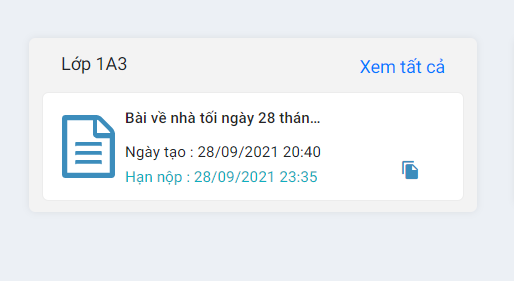 Lớp 1A3
Xem tất cả
Bài về nhà tối ngày 28 thán...
Ngày tạo : 28/09/2021 20:40
Hạn nộp : 28/09/2021 23:35